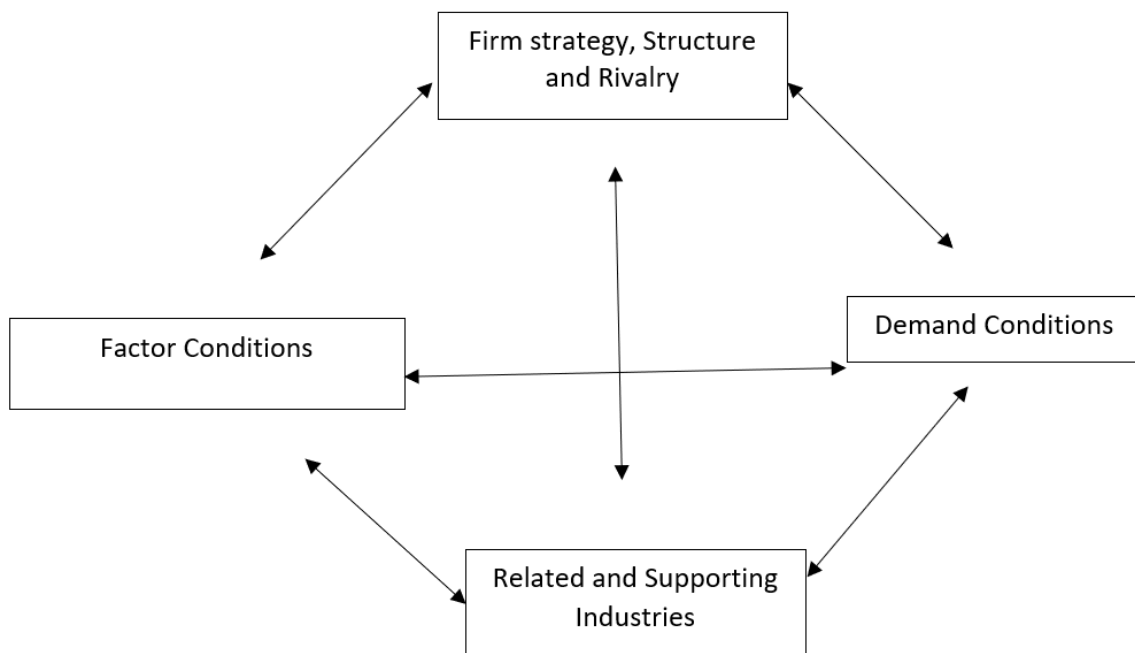 Firm strategy, Structure
and Rivalry
Factor Conditions
Demand Conditions
Related and Supporting
Industries